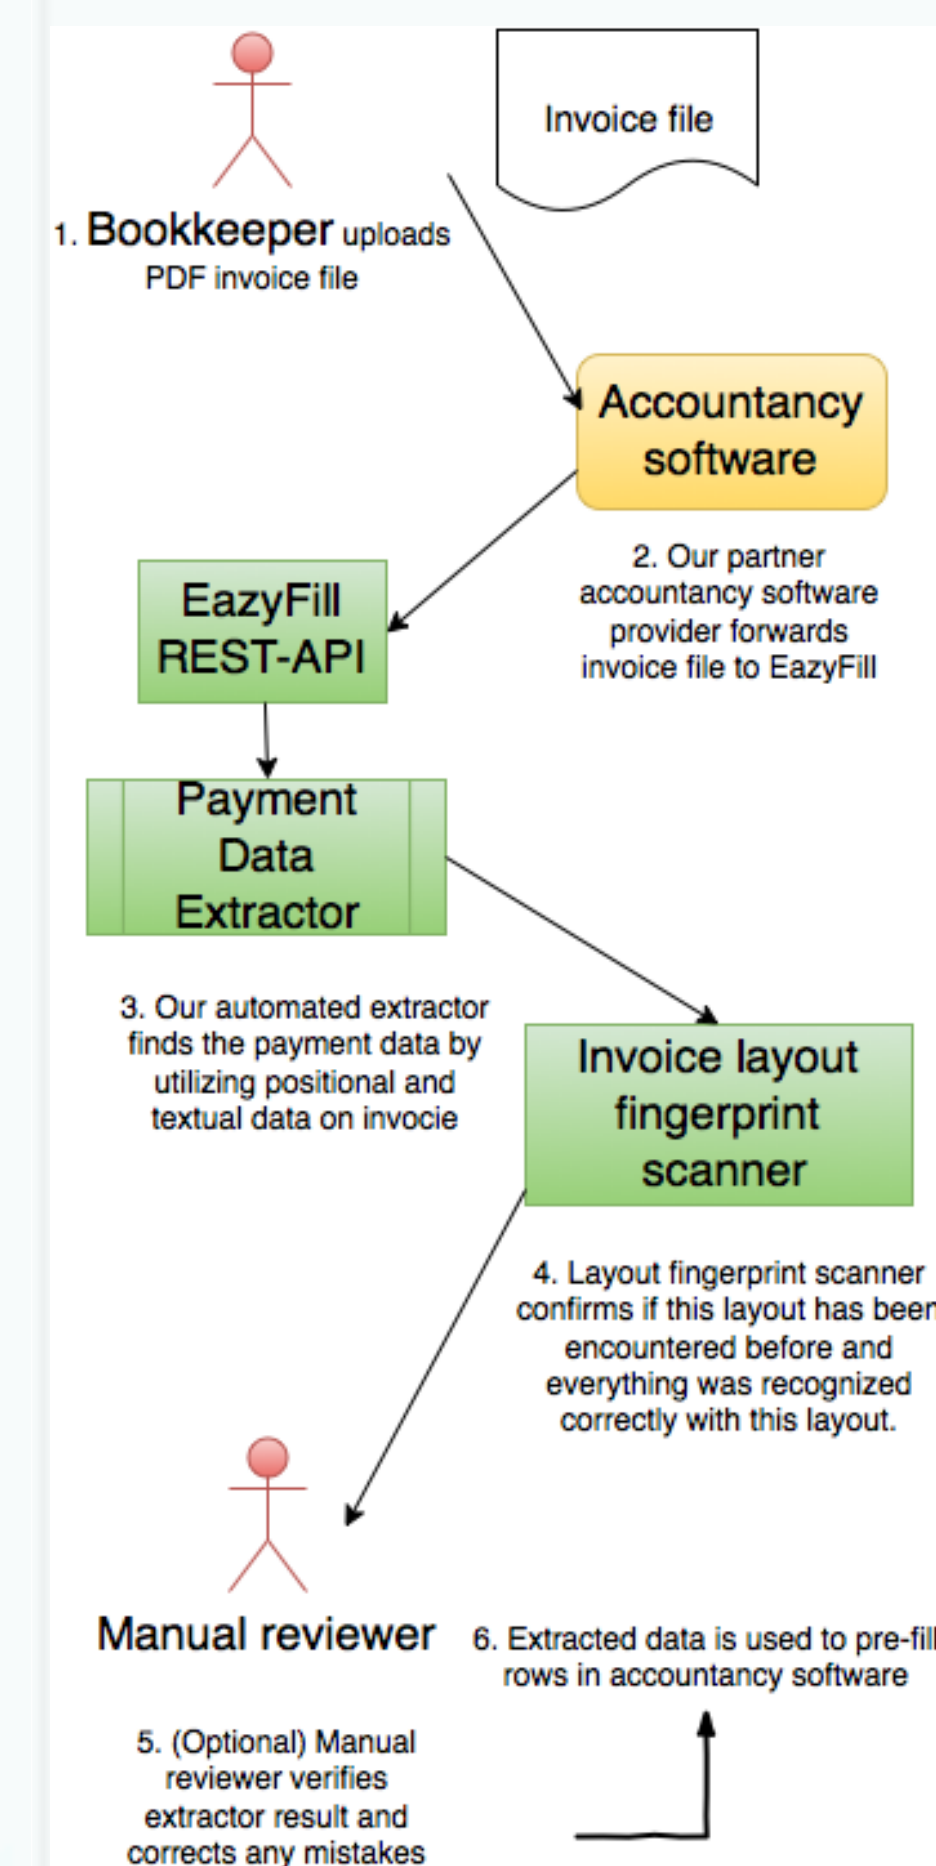 Invoice file
1. Bookkeeper uploads
PDF invoice file
Accountancy
software
2. Our partner
accountancy software
provider forwards
invoice file to EazyFill
EazyFill
REST-API
Payment
Data
Extractor
3. Our automated extractor
finds the payment data by
utilizing positional and
textual data on invocie
Invoice layout
fingerprint
scanner
4. Layout fingerprint scanner
confirms if this layout has been
encountered before and
everything was recognized
correctly with this layout.
Manual reviewer
5. (Optional) Manual
reviewer verifies
extractor result and
corrects any mistakes
6. Extracted data is used to pre-fill
rows in accountancy software